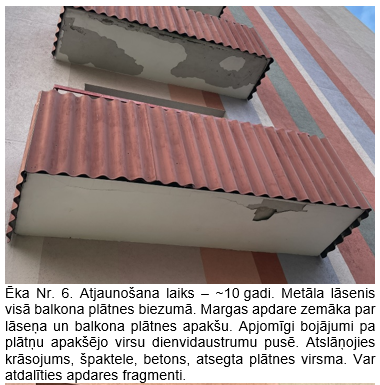 Ēka Nr. 6. Atjaunošana laiks – ~10 gadi. Metāla lāsenis
visā balkona plātnes biezumā. Margas apdare zemāka par
lāseņa un balkona plātnes apakšu. Apjomīgi bojājumi pa
plātņu apakšējo virsu dienvidaustrumu pusē. Atslāņojies
krāsojums, špaktele, betons, atsegta plātnes virsma. Var
atdalīties apdares fragmenti.